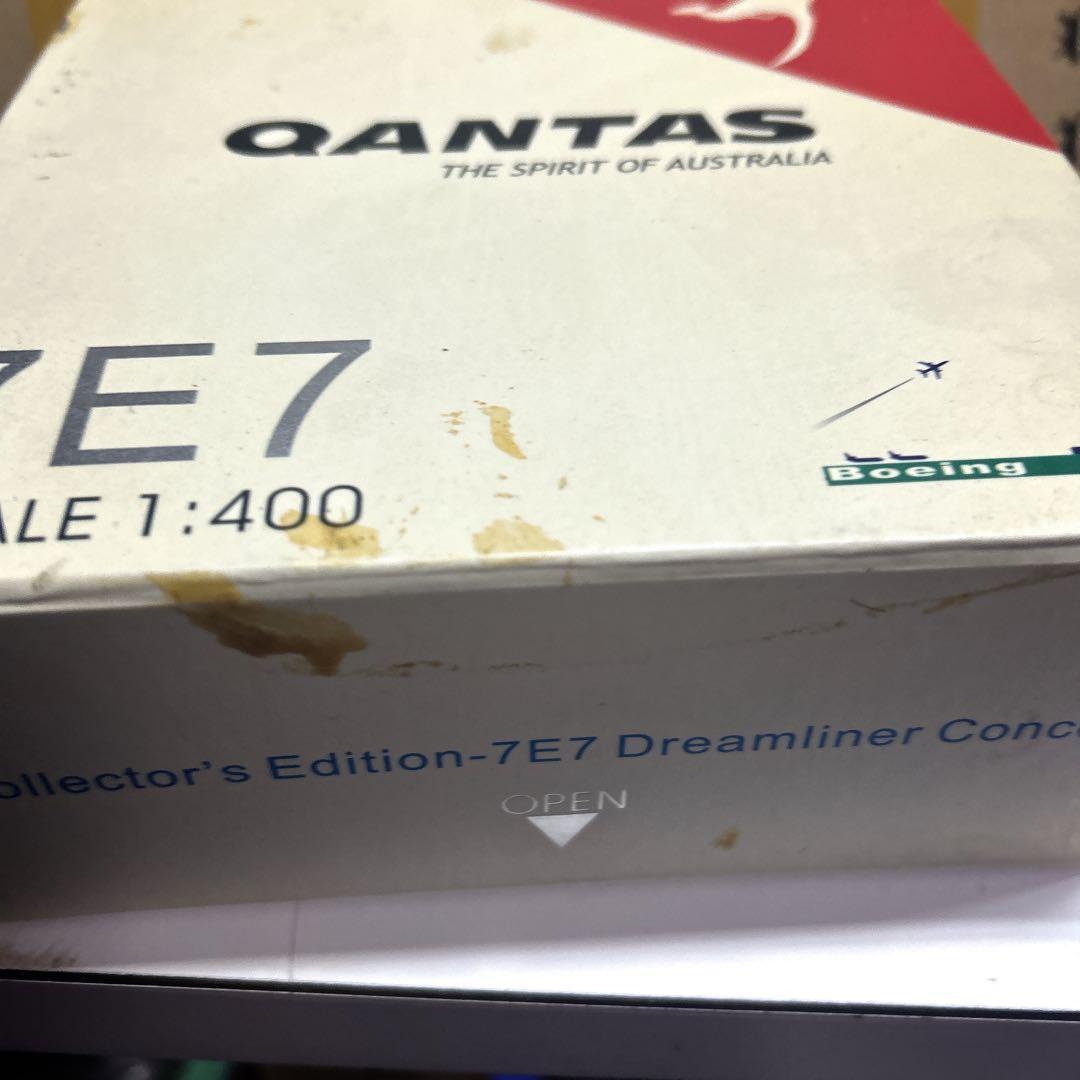 QANTAS
THE SPIRIT OF AUSTRALIA
7E7
ALE 1:400
Boeing
ollector's Edition-7E7 Dreamliner Conc
OPEN